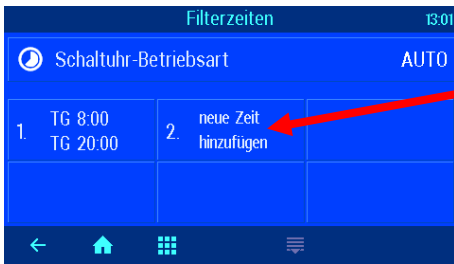 Filterzeiten 13:01
Schaltuhr-Betriebsart AUTO
1. TG 8:00
TG 20:00
2. neue Zeit
hinzufügen